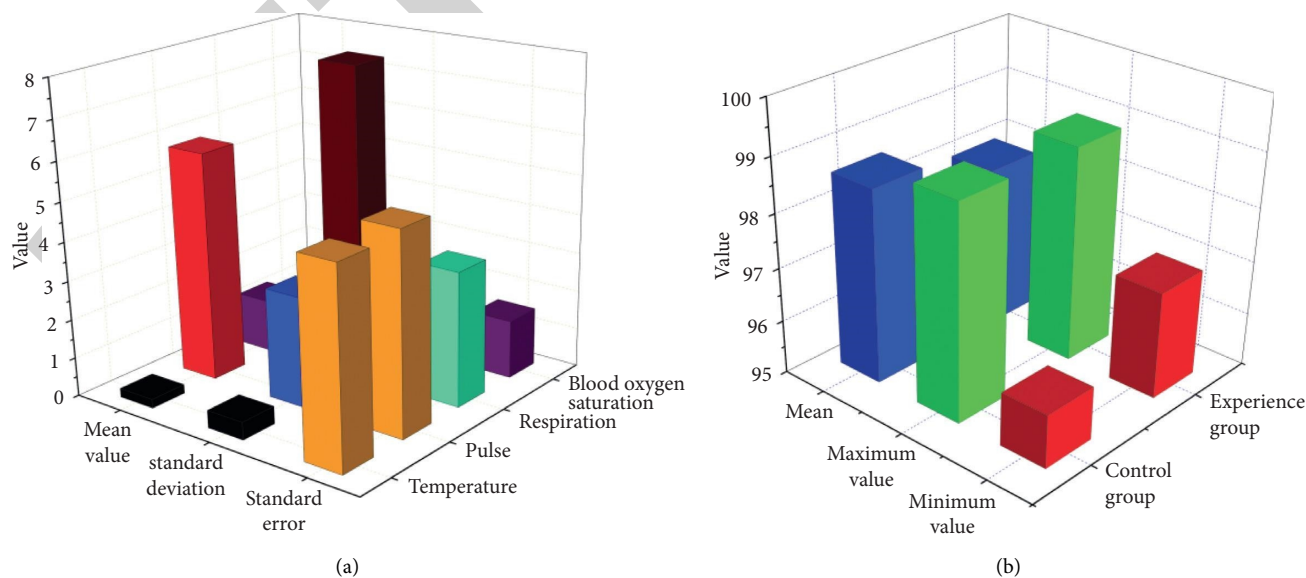 8
7
6
5
4
3
2
1
0
Value
Mean
value
standard
deviation
Standard
error
Temperature
Pulse
Respiration
Blood oxygen
saturation
(a)
100
99
98
97
96
95
Value
Mean
Maximum
value
Minimum
value
Control
group
Experience
group
(b)